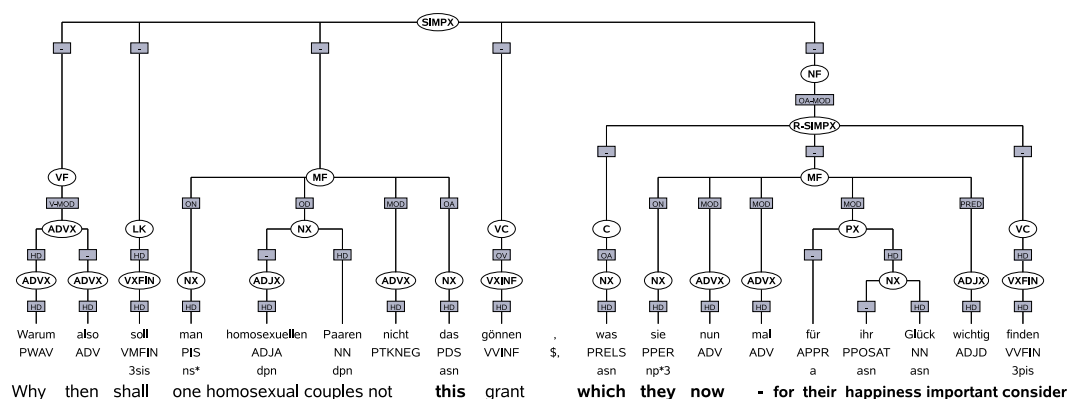 SIMPX
- - - - -
NF
OA-MOD
R-SIMPX
- - -
VF MF MF
V-MOD ON OD MOD OA ON MOD MOD MOD PRED
ADVX LK NX VC C PX VC
HD - HD - HD OV OA - HD HD
ADVX ADVX VXFIN NX ADJX ADVX NX VXINF NX NX ADVX ADVX NX ADJX VXFIN
HD HD HD HD HD HD HD HD HD HD HD HD - HD HD HD
Warum also soll man homosexuellen Paaren nicht das gönnen , was sie nun mal für ihr Glück wichtig finden
PWAV ADV VMFIN PIS ADJA NN PTKNEG PDS VVINF $, PRELS PPER ADV ADV APPR PPOSAT NN ADJD VVFIN
3sis ns* dpn dpn asn asn np*3 a asn asn 3pis
Why then shall one homosexual couples not this grant which they now - for their happiness important consider